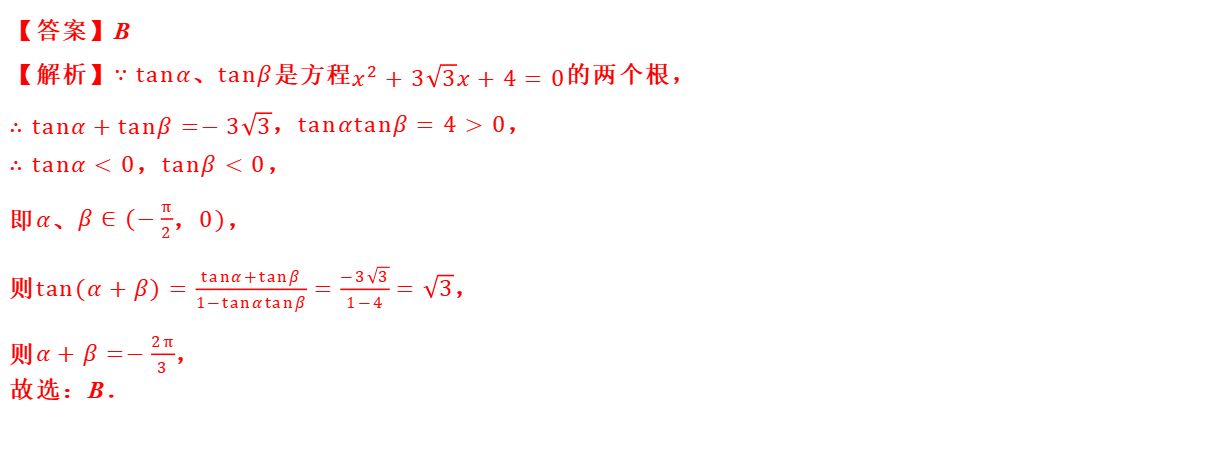 【答案】B
【解析】∵ tanα、tanβ是方程x² + 3√3x + 4 = 0的两个根，
∴ tanα + tanβ =− 3√3，tanαtanβ = 4 > 0，
∴ tanα < 0，tanβ < 0，
即α、β ∈ (−π/2，0)，
则tan(α + β) = (tanα+tanβ)/(1−tanαtanβ) = (−3√3)/(1−4) = √3，
则α + β =− 2π/3，
故选：B．